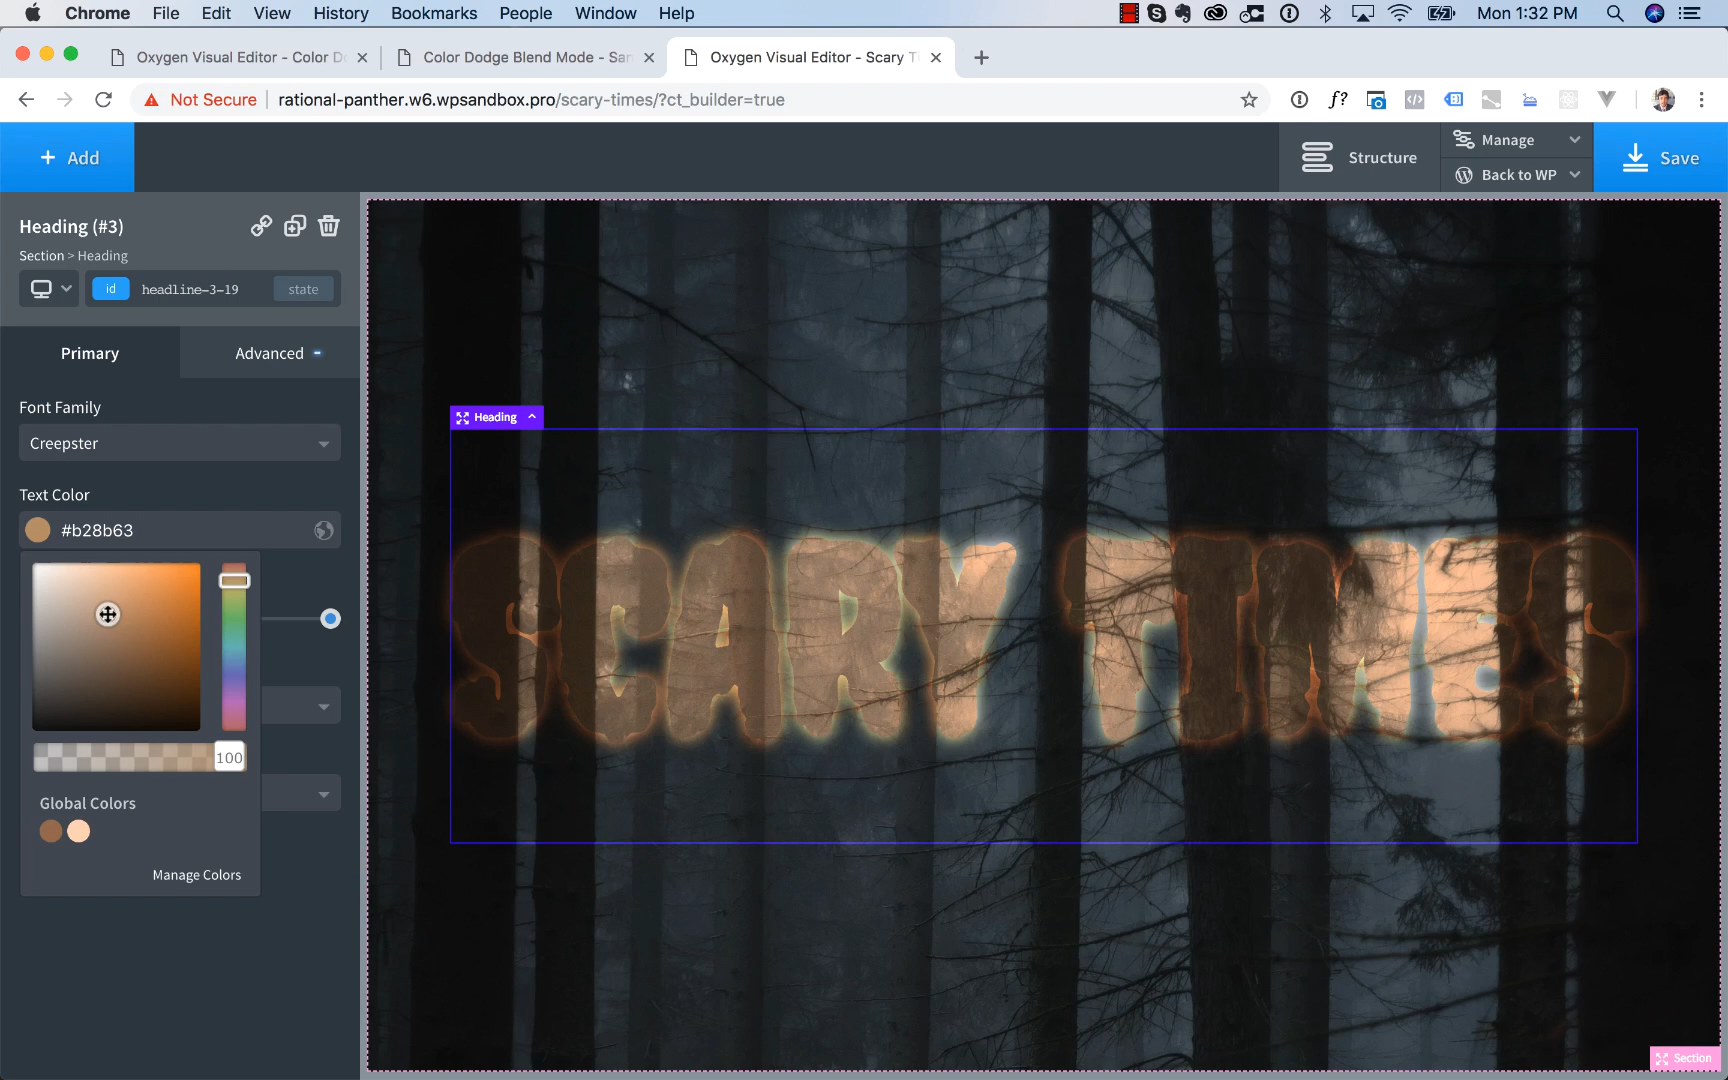 Chrome File Edit View History Bookmarks People Window Help Mon 1:32 PM
Oxygen Visual Editor - Color D Color Dodge Blend Mode - San Oxygen Visual Editor - Scary T
Not Secure rational-panther.w6.wpsandbox.pro/scary-times/?ct_builder=true f?
+ Add Structure Manage Save
Back to WP
Heading (#3)
Section > Heading
id headline-3-19 state
Primary Advanced
Font Family
Creepster
Text Color
#b28b63
100
Global Colors
Manage Colors
Heading
SCARY TIMES
Section